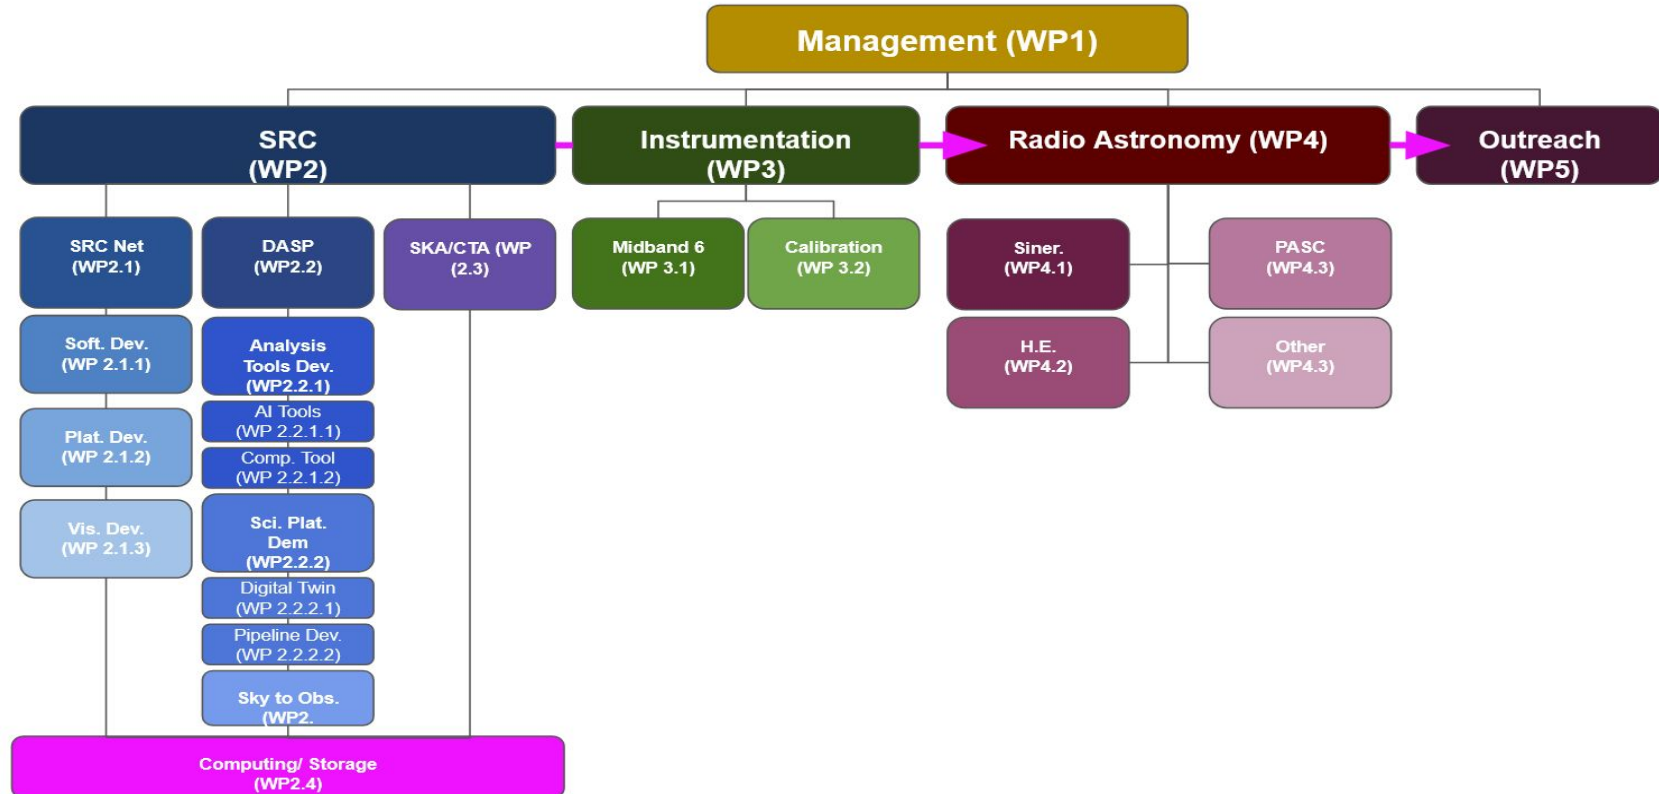 Management (WP1)
SRC
(WP2)
Instrumentation
(WP3)
Radio Astronomy (WP4)
Outreach
(WP5)
SRC Net
(WP2.1)
DASP
(WP2.2)
SKA/CTA (WP
(2.3)
Midband 6
(WP 3.1)
Calibration
(WP 3.2)
Siner.
(WP4.1)
PASC
(WP4.3)
Soft. Dev.
(WP 2.1.1)
Analysis
Tools Dev.
(WP2.2.1)
H.E.
(WP4.2)
Other
(WP4.3)
AI Tools
(WP 2.2.1.1)
Plat. Dev.
(WP 2.1.2)
Comp. Tool
(WP 2.2.1.2)
Vis. Dev.
(WP 2.1.3)
Sci. Plat.
Dem
(WP2.2.2)
Digital Twin
(WP 2.2.2.1)
Pipeline Dev.
(WP 2.2.2.2)
Sky to Obs.
(WP2.
Computing/ Storage
(WP2.4)